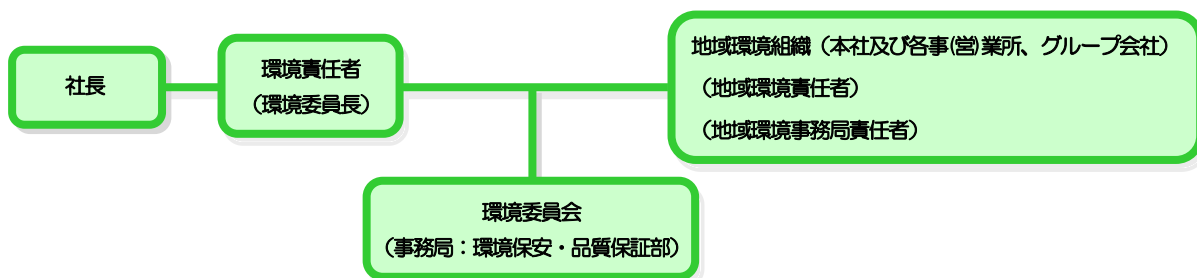 社長
環境責任者
（環境委員長）
地域環境組織（本社及び各事(営)業所、グループ会社）
（地域環境責任者）
（地域環境事務局責任者）
環境委員会
（事務局：環境保安・品質保証部）